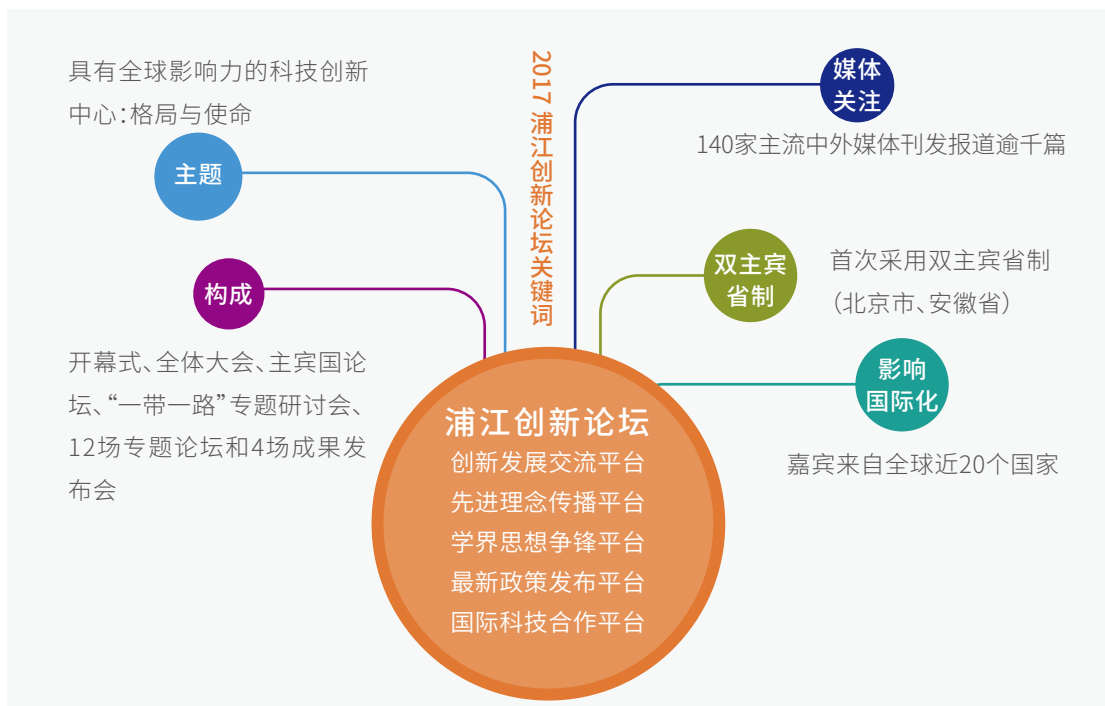 2017 浦江创新论坛关键词
具有全球影响力的科技创新
中心：格局与使命
主题
构成
开幕式、全体大会、主宾国论
坛、“一带一路”专题研讨会、
12场专题论坛和4场成果发
布会
媒体
关注
140家主流中外媒体刊发报道逾千篇
双主宾
省制
首次采用双主宾省制
（北京市、安徽省）
影响
国际化
嘉宾来自全球近20个国家
浦江创新论坛
创新发展交流平台
先进理念传播平台
学界思想争锋平台
最新政策发布平台
国际科技合作平台